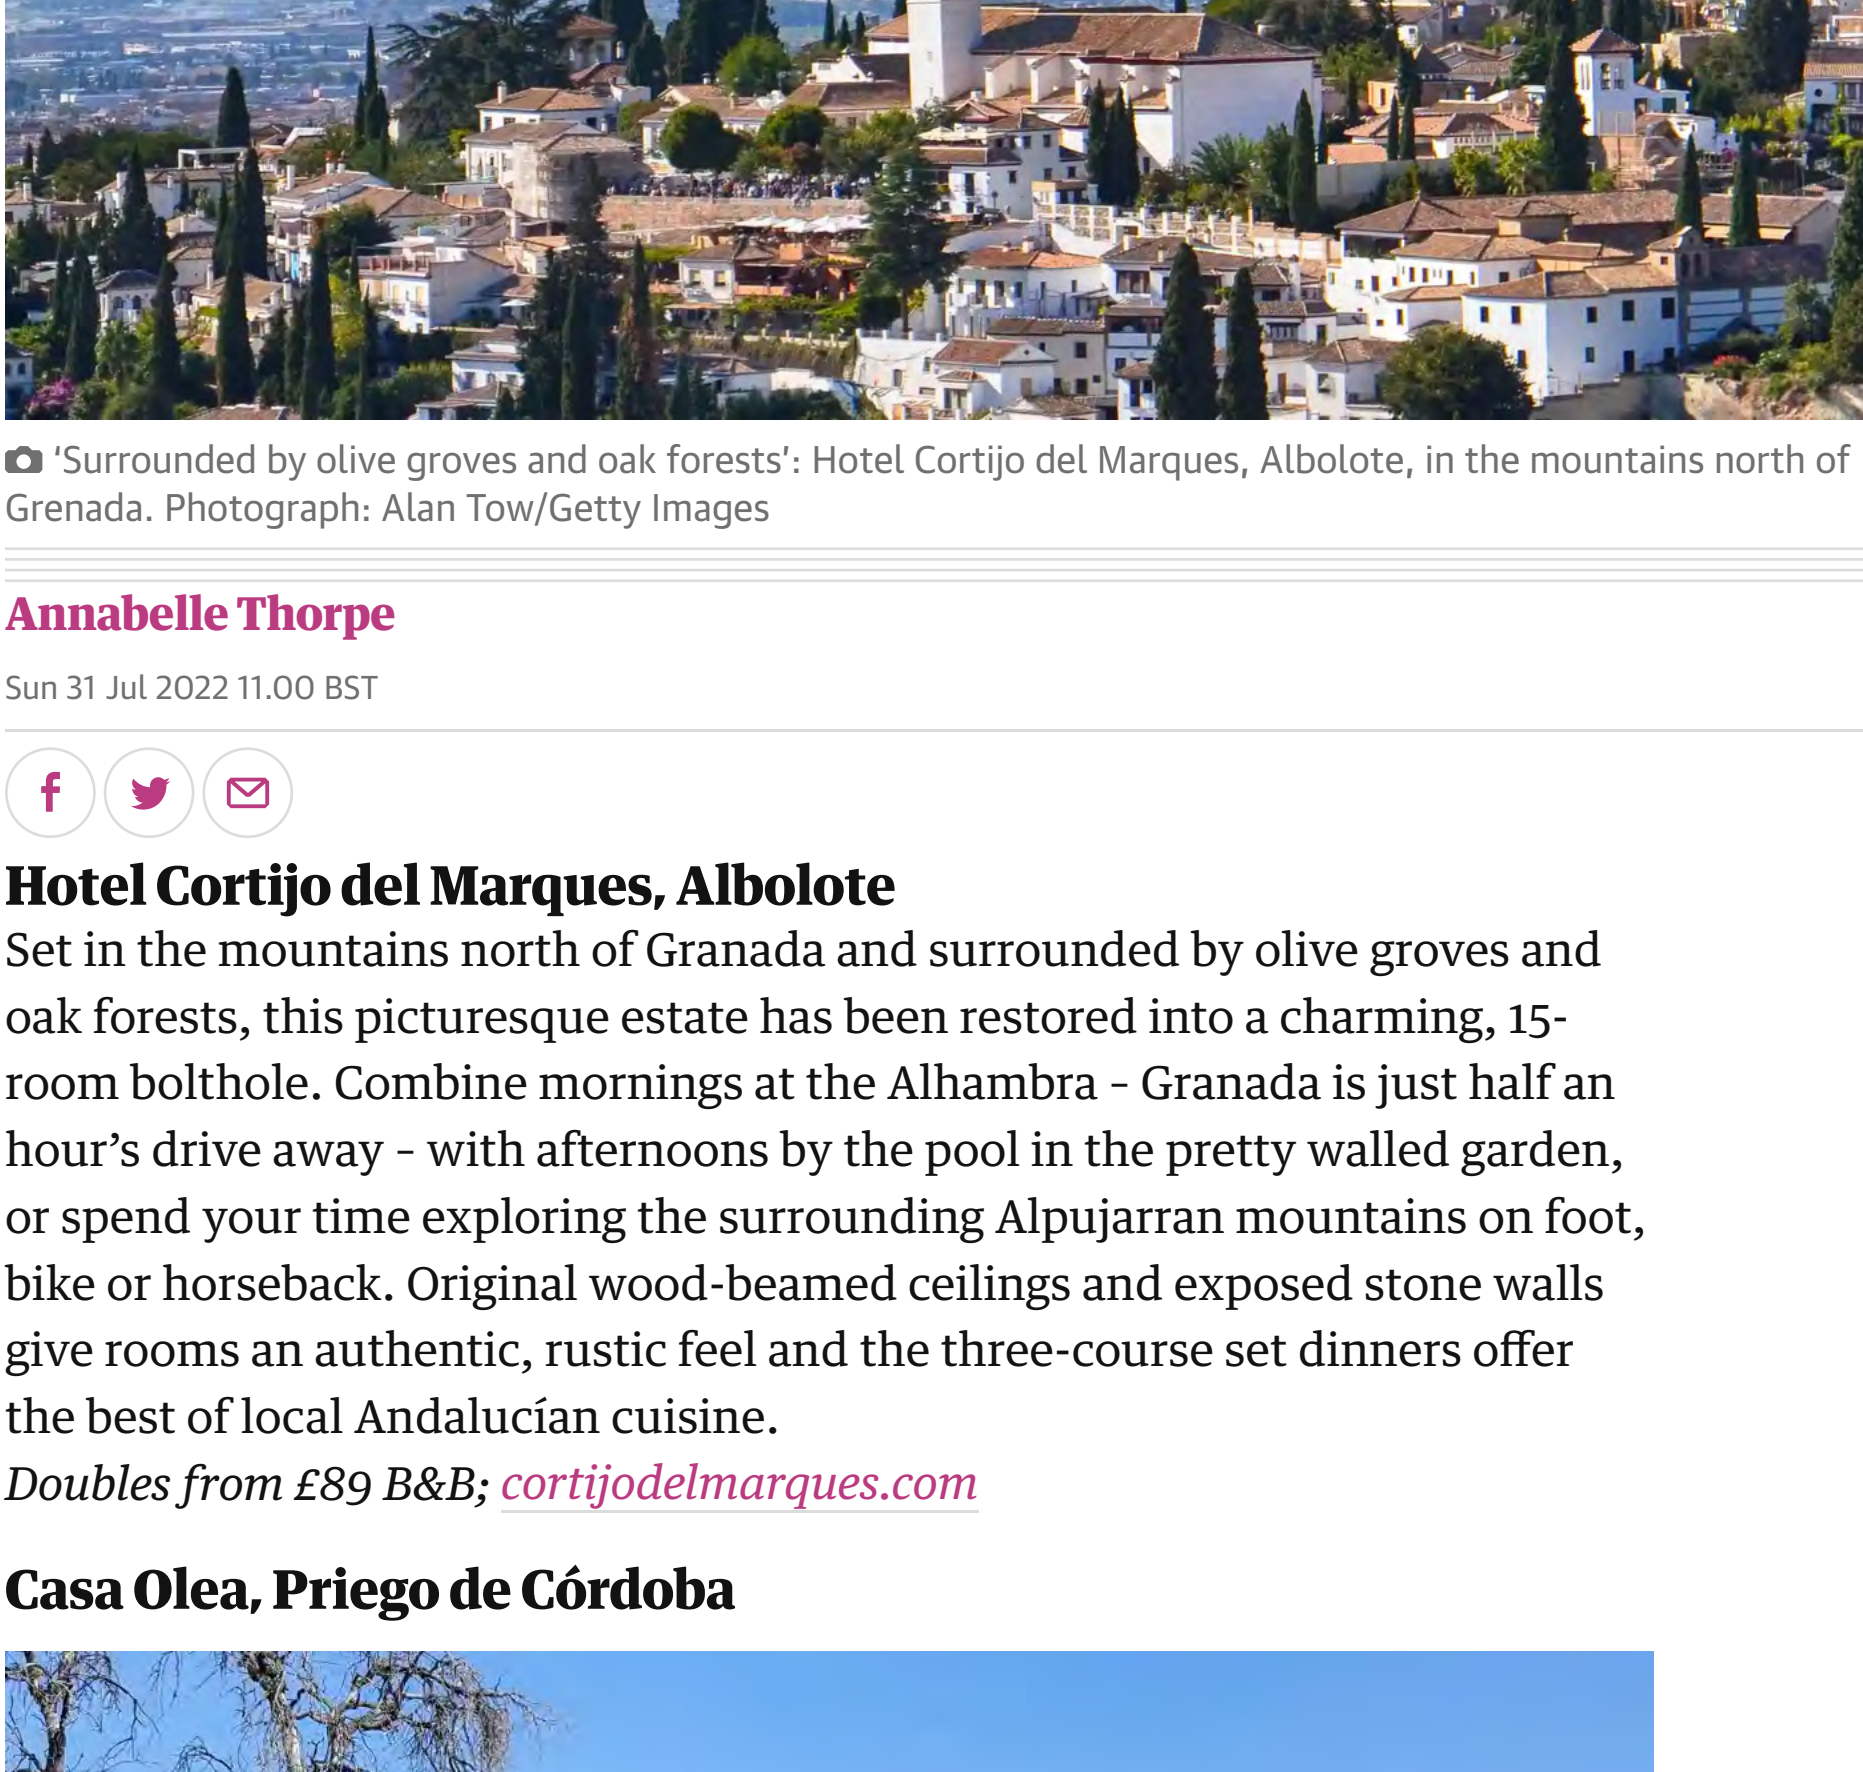 ‘Surrounded by olive groves and oak forests’: Hotel Cortijo del Marques, Albolote, in the mountains north of
Grenada. Photograph: Alan Tow/Getty Images
Annabelle Thorpe
Sun 31 Jul 2022 11.00 BST
Hotel Cortijo del Marques, Albolote
Set in the mountains north of Granada and surrounded by olive groves and
oak forests, this picturesque estate has been restored into a charming, 15-
room bolthole. Combine mornings at the Alhambra – Granada is just half an
hour’s drive away – with afternoons by the pool in the pretty walled garden,
or spend your time exploring the surrounding Alpujarran mountains on foot,
bike or horseback. Original wood-beamed ceilings and exposed stone walls
give rooms an authentic, rustic feel and the three-course set dinners offer
the best of local Andalucían cuisine.
Doubles from £89 B&B; cortijodelmarques.com
Casa Olea, Priego de Córdoba